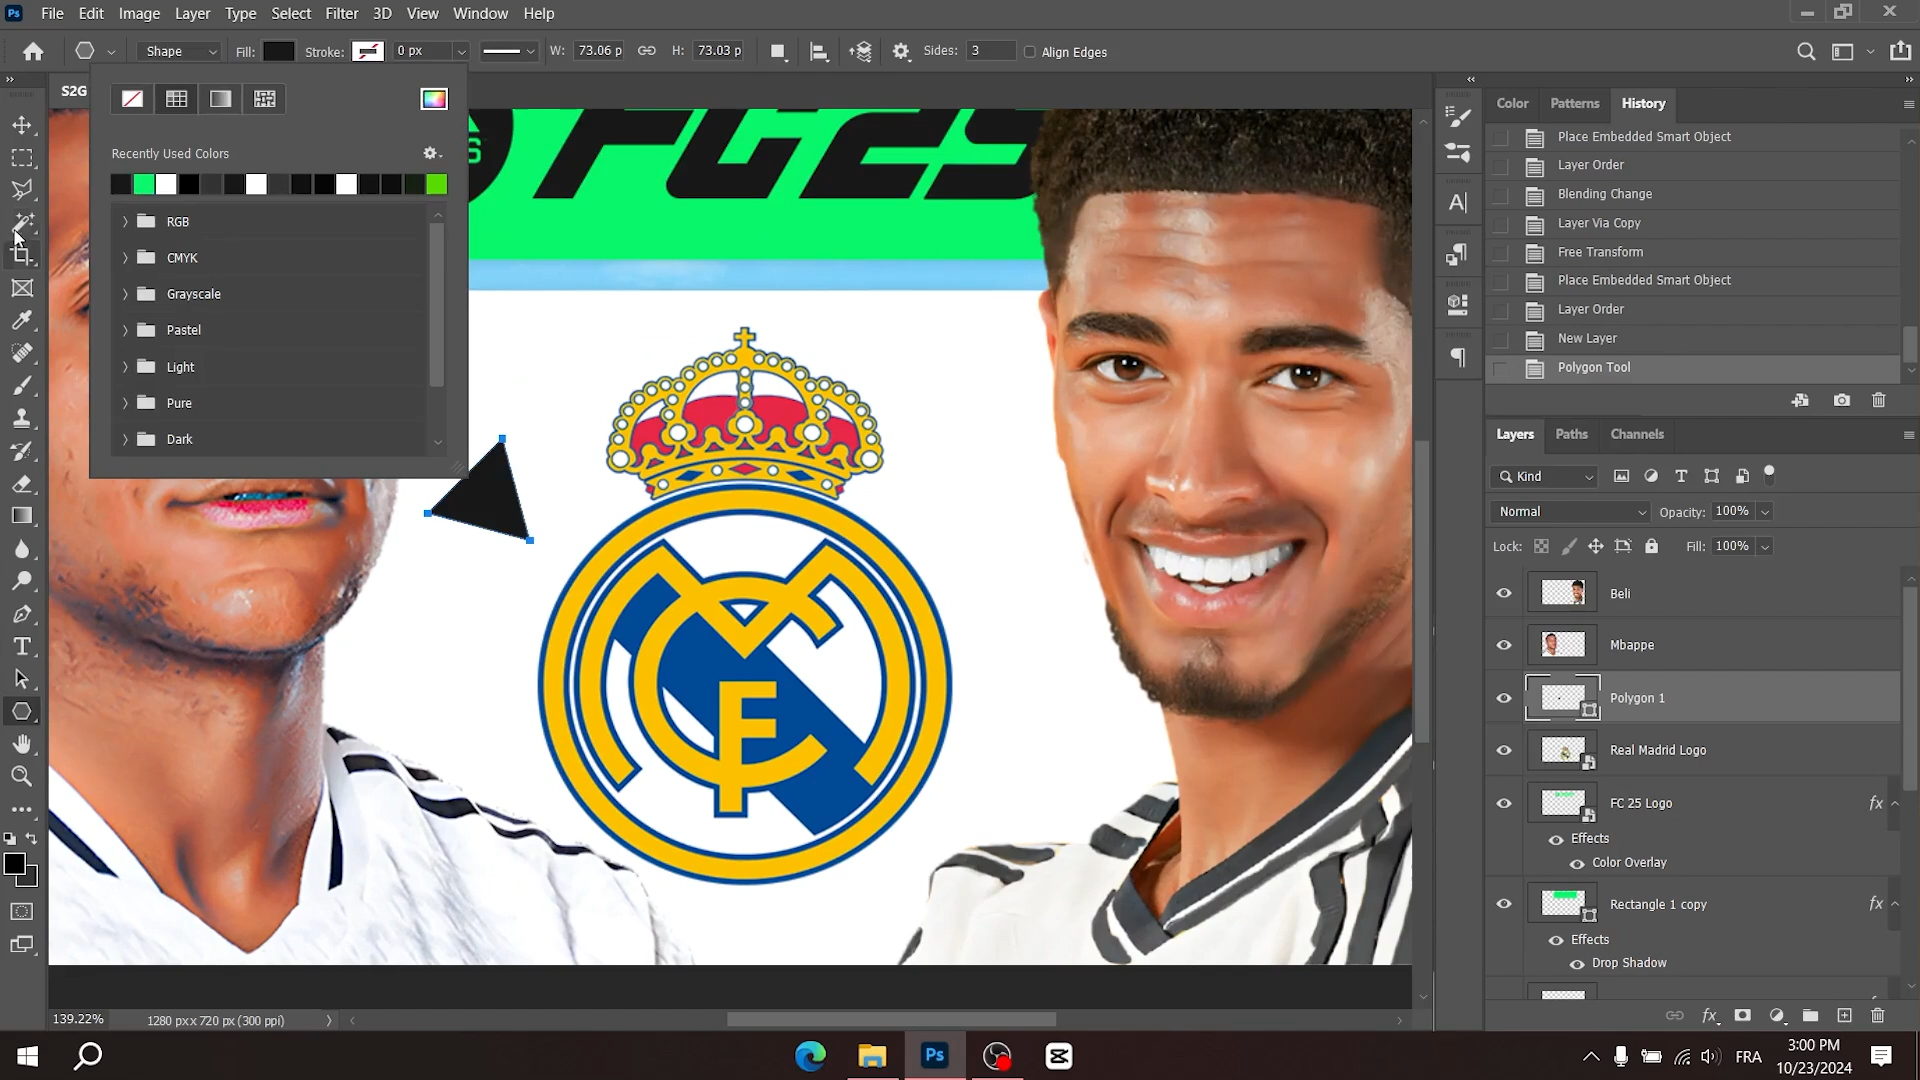 Ps File Edit Image Layer Type Select Filter 3D View Window Help
Shape Fill: Stroke: 0 px W: 73.06 p H: 73.03 p Sides: 3 Align Edges
S2G
Recently Used Colors
RGB
CMYK
Grayscale
Pastel
Light
Pure
Dark
FC25
Color Patterns History
Place Embedded Smart Object
Layer Order
Blending Change
Layer Via Copy
Free Transform
Place Embedded Smart Object
Layer Order
New Layer
Polygon Tool
Layers Paths Channels
Kind
Normal Opacity: 100%
Lock: Fill: 100%
Beli
Mbappe
Polygon 1
Real Madrid Logo
FC 25 Logo fx
Effects
Color Overlay
Rectangle 1 copy fx
Effects
Drop Shadow
139.22% 1280 px x 720 px (300 ppi)
Ps
FRA
3:00 PM
10/23/2024